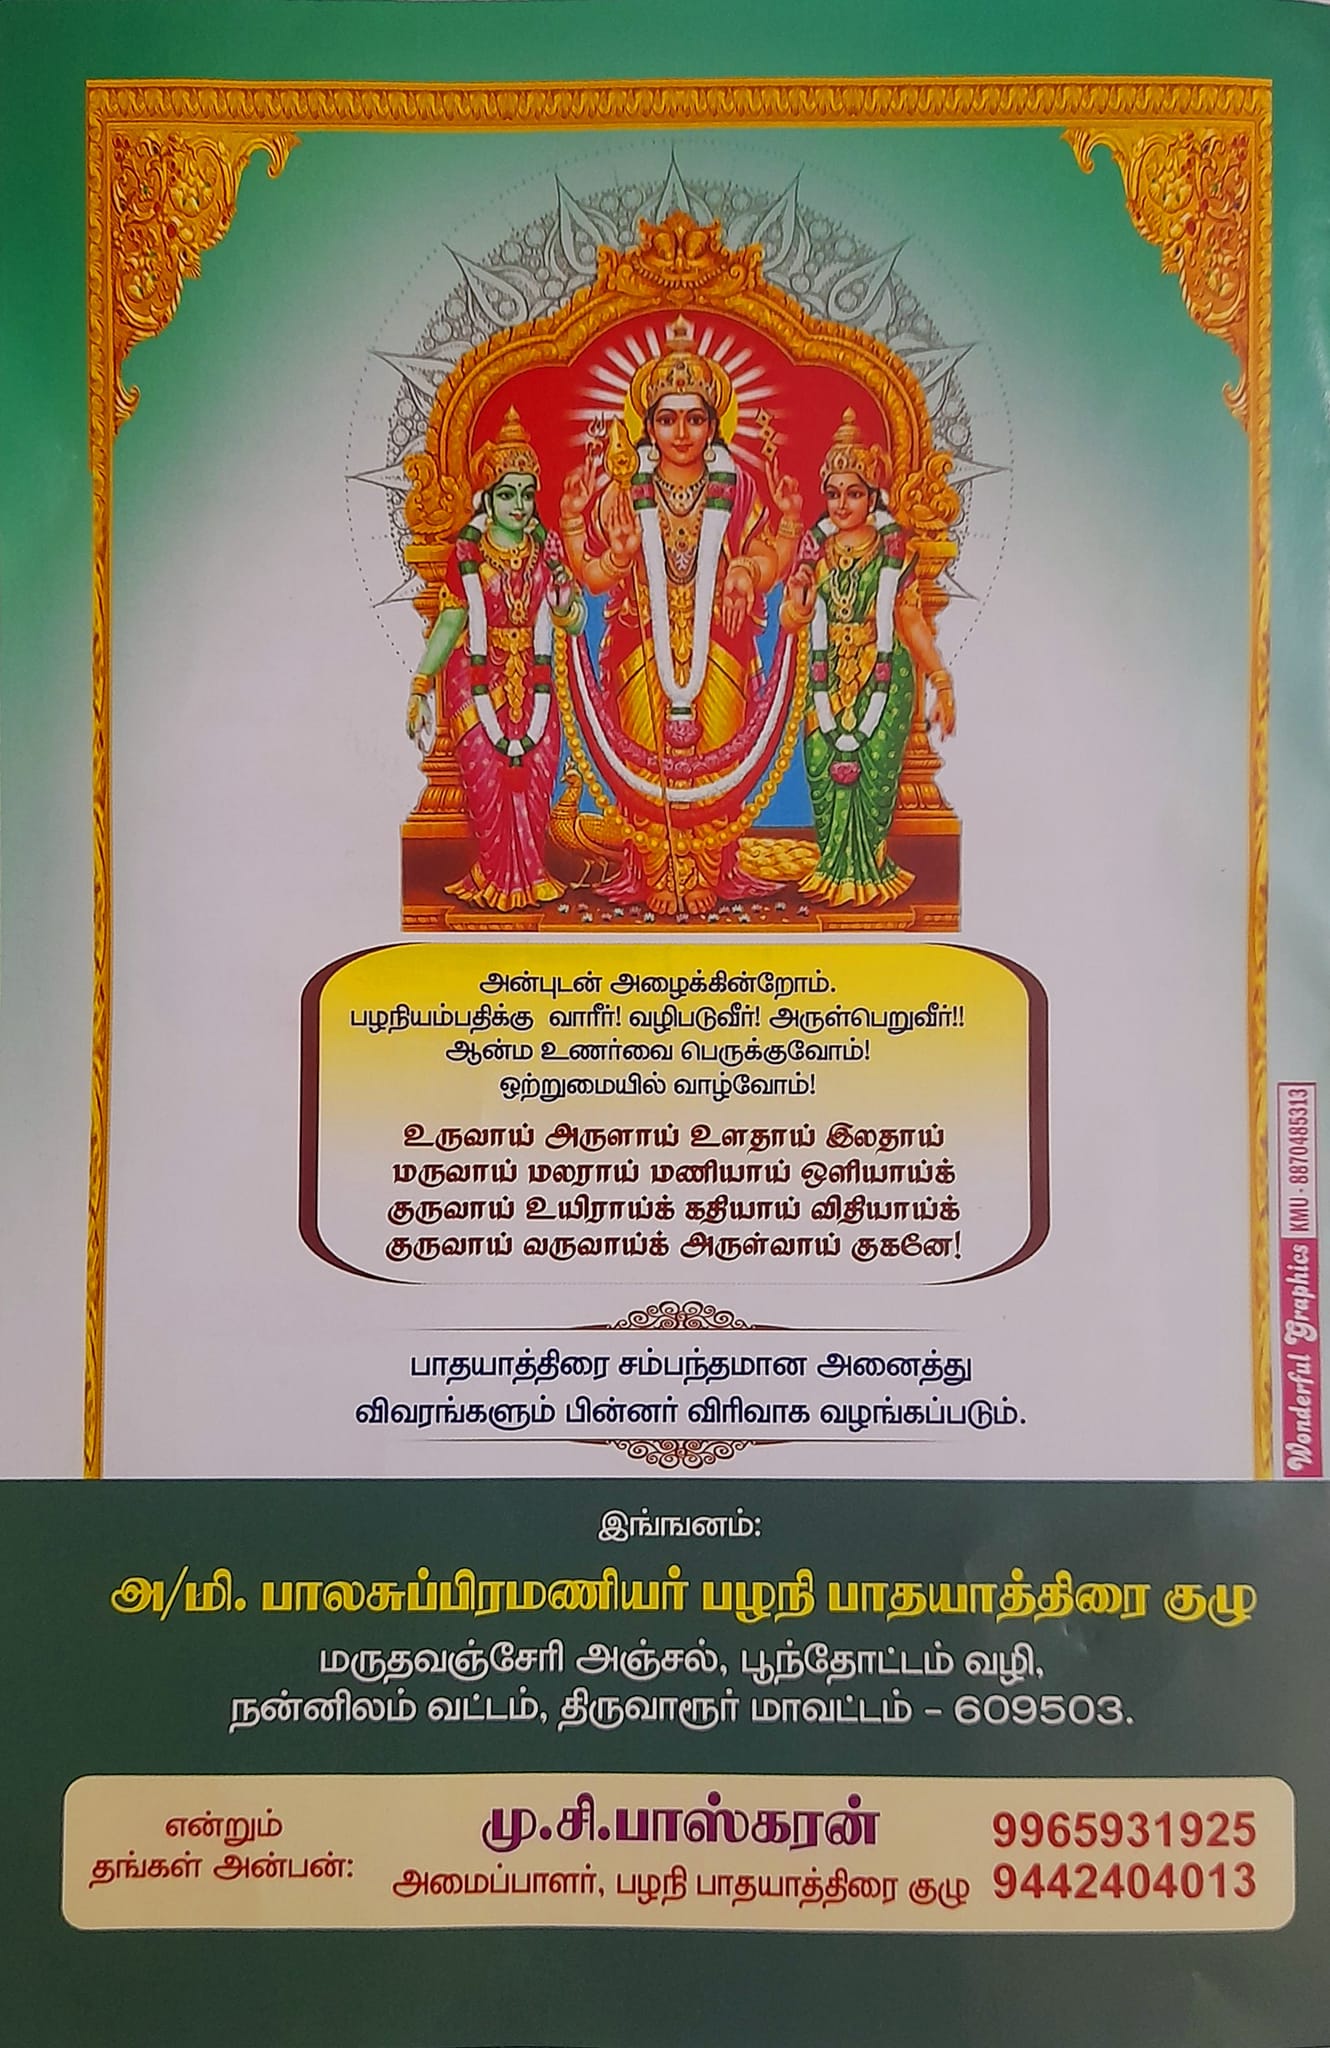 அன்புடன் அழைக்கின்றோம்.
பழநியம்பதிக்கு வாரீர்! வழிபடுவீர்! அருள்பெறுவீர்!!
ஆன்ம உணர்வை பெருக்குவோம்!
ஒற்றுமையில் வாழ்வோம்!
உருவாய் அருளாய் உளதாய் இலதாய்
மருவாய் மலராய் மணியாய் ஒளியாய்க்
குருவாய் உயிராய்க் கதியாய் விதியாய்க்
குருவாய் வருவாய்க் அருள்வாய் குகனே!
பாதயாத்திரை சம்பந்தமான அனைத்து
விவரங்களும் பின்னர் விரிவாக வழங்கப்படும்.
Wonderful Graphics KMU - 8870485313
இங்ஙனம்:
அ/மி. பாலசுப்பிரமணியர் பழநி பாதயாத்திரை குழு
மருதவஞ்சேரி அஞ்சல், பூந்தோட்டம் வழி,
நன்னிலம் வட்டம், திருவாரூர் மாவட்டம் - 609503.
என்றும்
தங்கள் அன்பன்:
மு.சி.பாஸ்கரன்
அமைப்பாளர், பழநி பாதயாத்திரை குழு
9965931925
9442404013